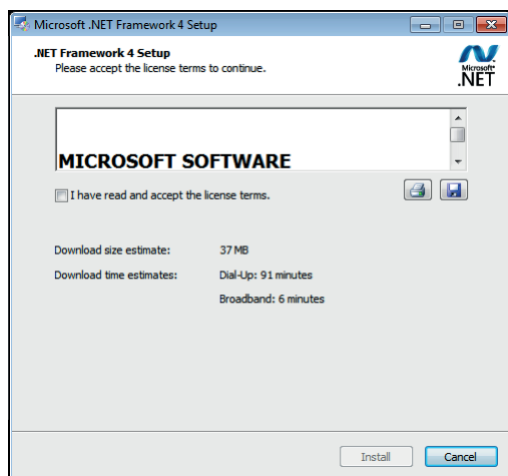 Microsoft .NET Framework 4 Setup
.NET Framework 4 Setup
Please accept the license terms to continue.
Microsoft®
.NET
MICROSOFT SOFTWARE
I have read and accept the license terms.
Download size estimate: 37 MB
Download time estimates: Dial-Up: 91 minutes
Broadband: 6 minutes
Install Cancel